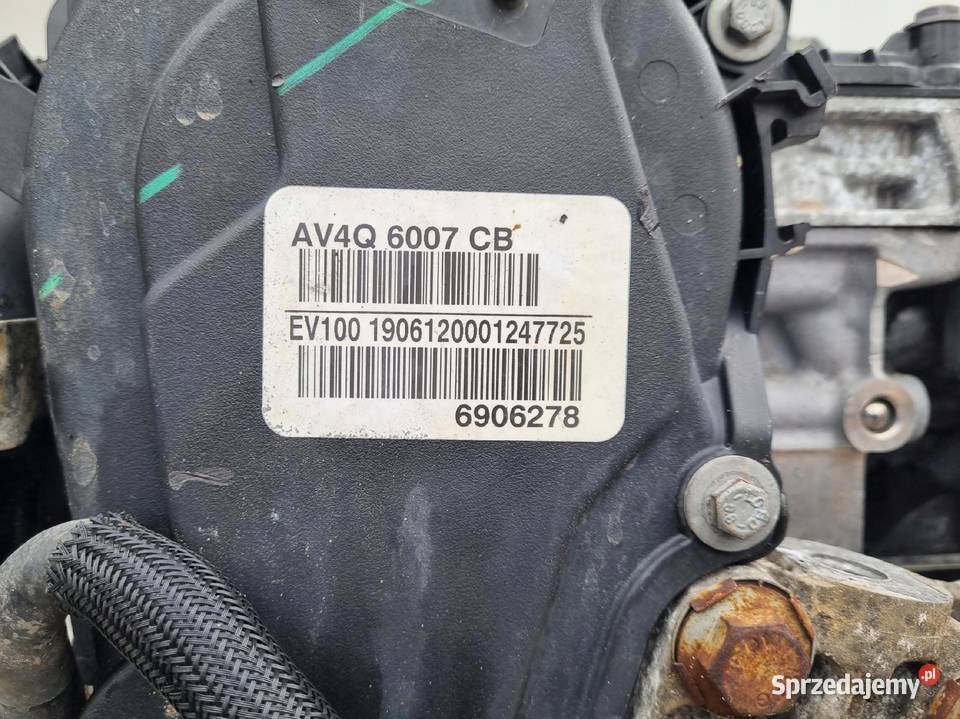 AV4Q 6007 CB
EV100 1906120001247725
6906278
Sprzedajemy.pl